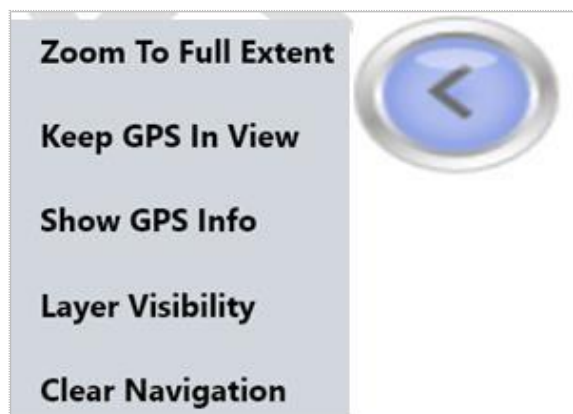 Zoom To Full Extent
Keep GPS In View
Show GPS Info
Layer Visibility
Clear Navigation